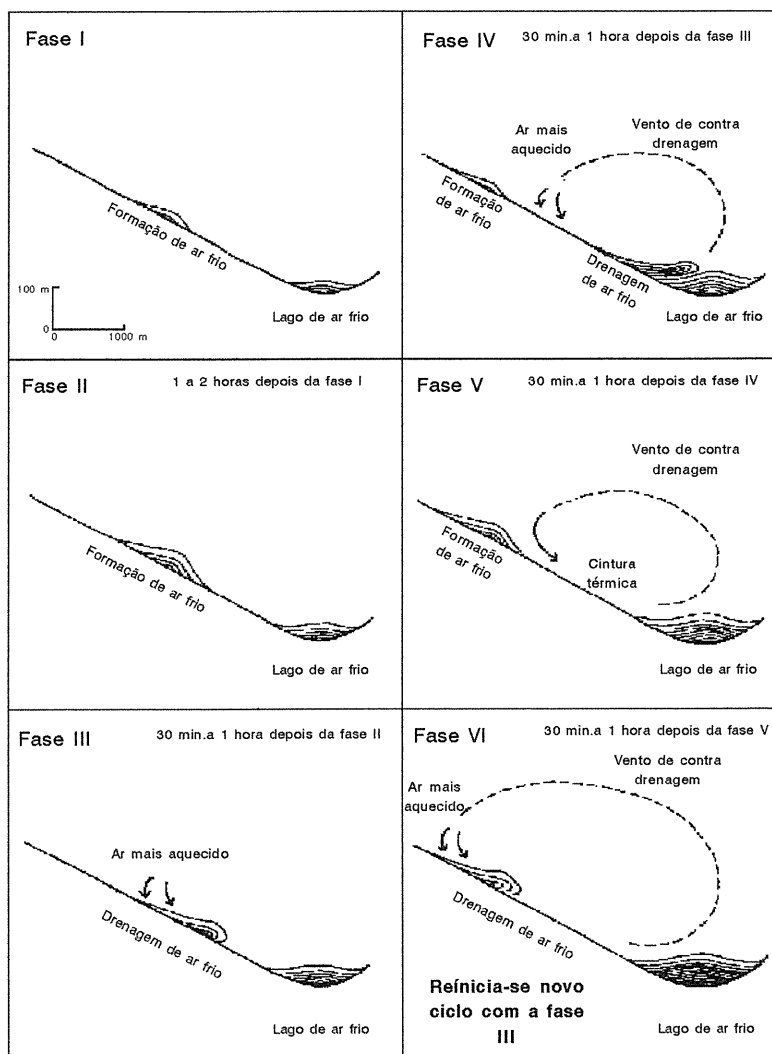 Fase I
Formação de ar frio
100 m
0
0
1000 m
Lago de ar frio
Fase II
1 a 2 horas depois da fase I
Formação de ar frio
Lago de ar frio
Fase III
30 min.a 1 hora depois da fase II
Ar mais aquecido
Drenagem de ar frio
Lago de ar frio
Fase IV
30 min.a 1 hora depois da fase III
Ar mais
aquecido
Vento de contra
drenagem
Formação
de ar frio
Drenagem
de ar frio
Lago de ar frio
Fase V
30 min.a 1 hora depois da fase IV
Vento de contra
drenagem
Formação
de ar frio
Cintura
térmica
Lago de ar frio
Fase VI
30 min.a 1 hora depois da fase V
Vento de contra
drenagem
Ar mais
aquecido
Drenagem de ar frio
Reínicia-se novo
ciclo com a fase
III
Lago de ar frio